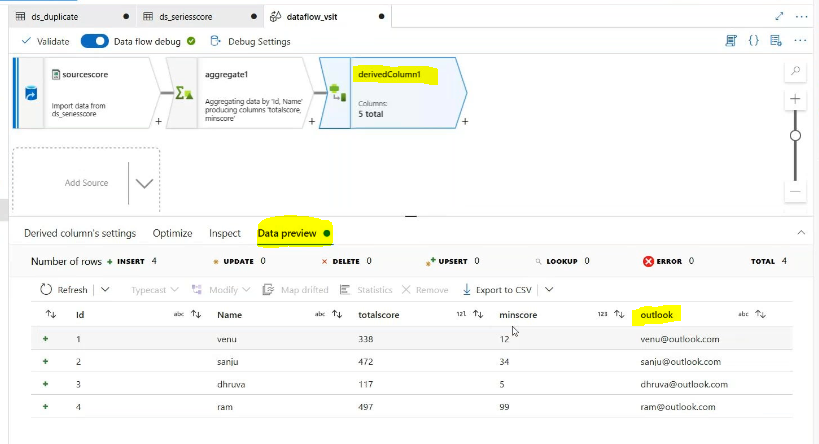 ds_duplicate
ds_seriesscore
dataflow_vsit
Validate
Data flow debug
Debug Settings
sourcescore
Import data from
ds_seriesscore
aggregate1
Aggregating data by 'Id, Name'
producing columns 'totalscore,
minscore'
derivedColumn1
Columns:
5 total
Add Source
Derived column's settings Optimize Inspect Data preview
Number of rows + INSERT 4 * UPDATE 0 × DELETE 0 UPSERT 0 LOOKUP 0 ERROR 0 TOTAL 4
Refresh Typecast Modify Map drifted Statistics Remove Export to CSV
Id abc Name abc totalscore 12l minscore 123 outlook abc
+ 1 venu 338 12 venu@outlook.com
+ 2 sanju 472 34 sanju@outlook.com
+ 3 dhruva 117 5 dhruva@outlook.com
+ 4 ram 497 99 ram@outlook.com